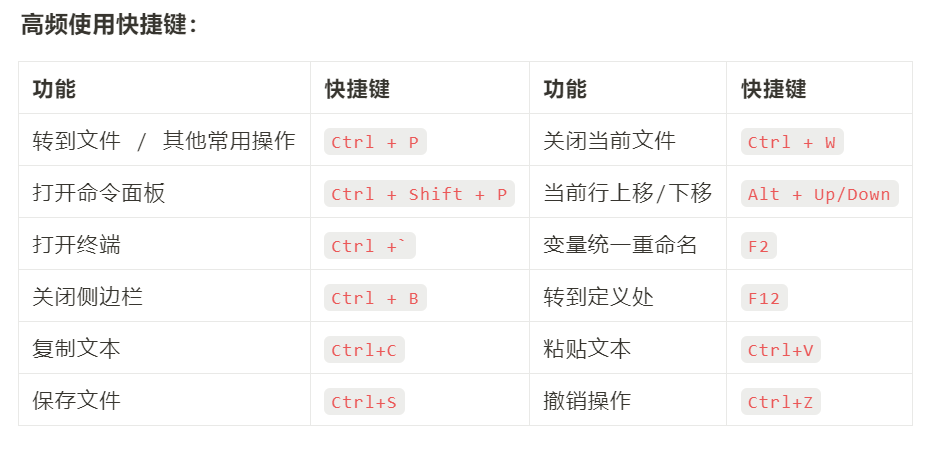 高频使用快捷键：
功能 快捷键 功能 快捷键
转到文件 / 其他常用操作 Ctrl + P 关闭当前文件 Ctrl + W
打开命令面板 Ctrl + Shift + P 当前行上移/下移 Alt + Up/Down
打开终端 Ctrl +` 变量统一重命名 F2
关闭侧边栏 Ctrl + B 转到定义处 F12
复制文本 Ctrl+C 粘贴文本 Ctrl+V
保存文件 Ctrl+S 撤销操作 Ctrl+Z